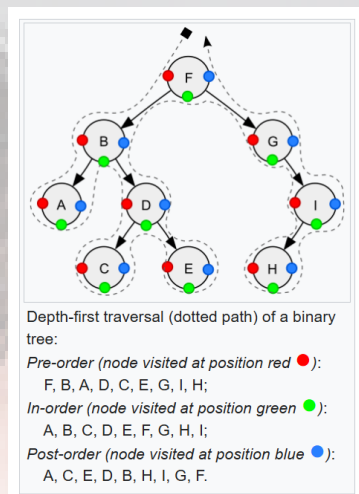 F
B
G
A
D
I
C
E
H
Depth-first traversal (dotted path) of a binary
tree:
Pre-order (node visited at position red ):
F, B, A, D, C, E, G, I, H;
In-order (node visited at position green ):
A, B, C, D, E, F, G, H, I;
Post-order (node visited at position blue ):
A, C, E, D, B, H, I, G, F.